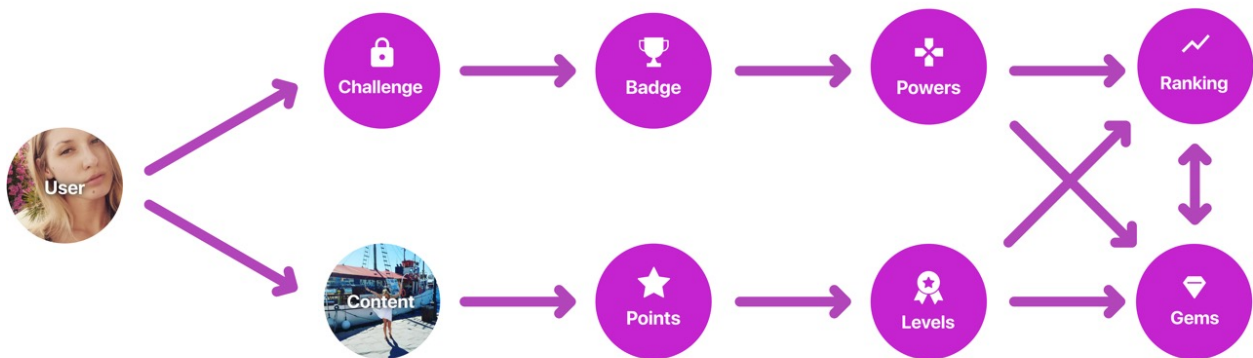 Challenge
Badge
Powers
Ranking
User
Content
Points
Levels
Gems